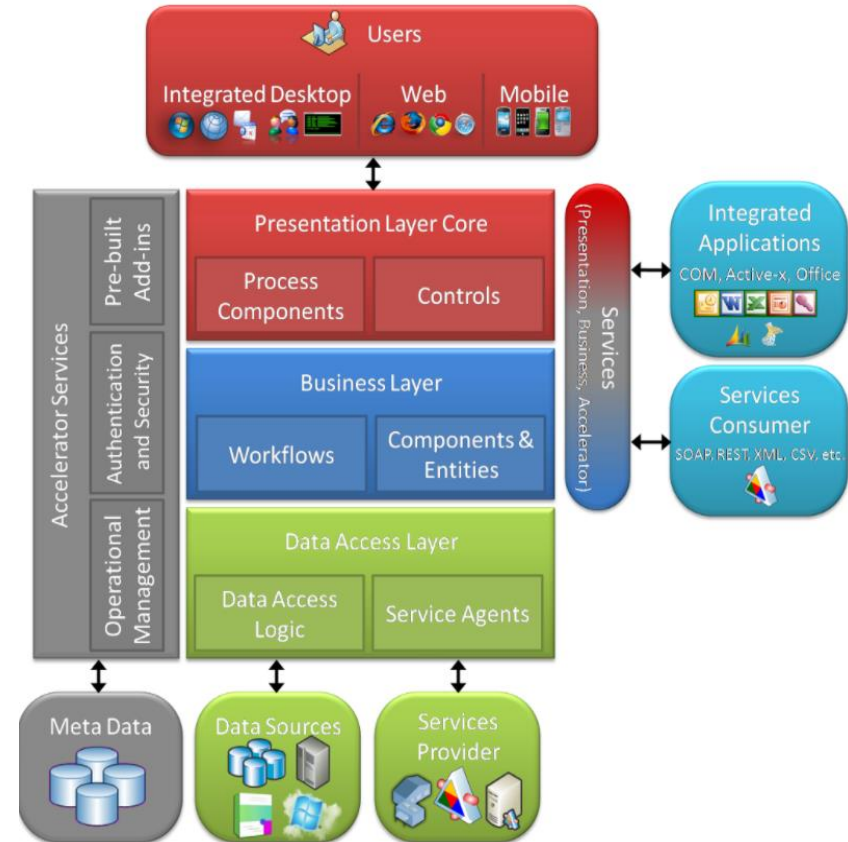 Users
Integrated Desktop
Web
Mobile
Accelerator Services
Pre-built
Add-ins
Authentication
and Security
Operational
Management
Presentation Layer Core
Process
Components
Controls
Business Layer
Workflows
Components &
Entities
Data Access Layer
Data Access
Logic
Service Agents
Services
(Presentation, Business, Accelerator)
Integrated
Applications
COM, Active-x, Office
Services
Consumer
SOAP, REST, XML, CSV, etc.
Meta Data
Data Sources
Services
Provider